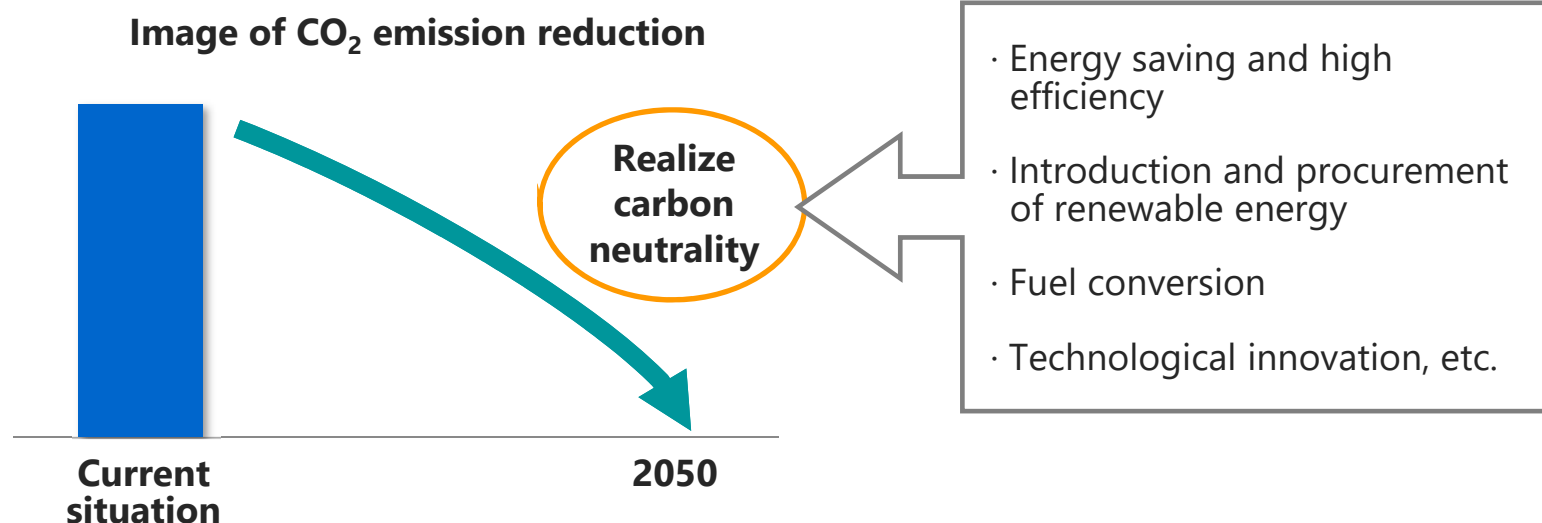 Image of CO₂ emission reduction
Realize
carbon
neutrality
Current
situation
2050
· Energy saving and high
efficiency
· Introduction and procurement
of renewable energy
· Fuel conversion
· Technological innovation, etc.